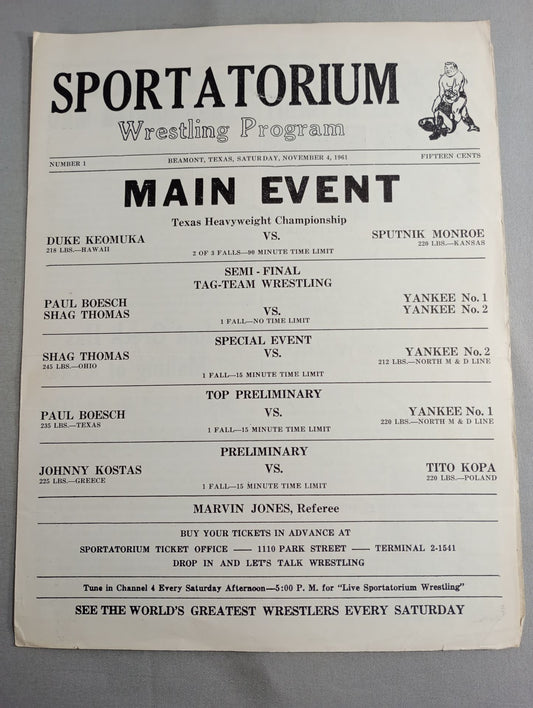 SPORTATORIUM
Wrestling Program
NUMBER 1 BEAMONT, TEXAS, SATURDAY, NOVEMBER 4, 1961 FIFTEEN CENTS
MAIN EVENT
Texas Heavyweight Championship
DUKE KEOMUKA VS. SPUTNIK MONROE
218 LBS.—HAWAII 2 OF 3 FALLS—90 MINUTE TIME LIMIT 220 LBS.—KANSAS
SEMI - FINAL
TAG-TEAM WRESTLING
PAUL BOESCH YANKEE No. 1
SHAG THOMAS VS. YANKEE No. 2
1 FALL—NO TIME LIMIT
SPECIAL EVENT
SHAG THOMAS VS. YANKEE No. 2
245 LBS.—OHIO 212 LBS.—NORTH M & D LINE
1 FALL—15 MINUTE TIME LIMIT
TOP PRELIMINARY
PAUL BOESCH VS. YANKEE No. 1
235 LBS.—TEXAS 220 LBS.—NORTH M & D LINE
1 FALL—15 MINUTE TIME LIMIT
PRELIMINARY
JOHNNY KOSTAS VS. TITO KOPA
225 LBS.—GREECE 220 LBS.—POLAND
1 FALL—15 MINUTE TIME LIMIT
MARVIN JONES, Referee
BUY YOUR TICKETS IN ADVANCE AT
SPORTATORIUM TICKET OFFICE — 1110 PARK STREET — TERMINAL 2-1541
DROP IN AND LET'S TALK WRESTLING
Tune in Channel 4 Every Saturday Afternoon—5:00 P. M. for "Live Sportatorium Wrestling"
SEE THE WORLD'S GREATEST WRESTLERS EVERY SATURDAY